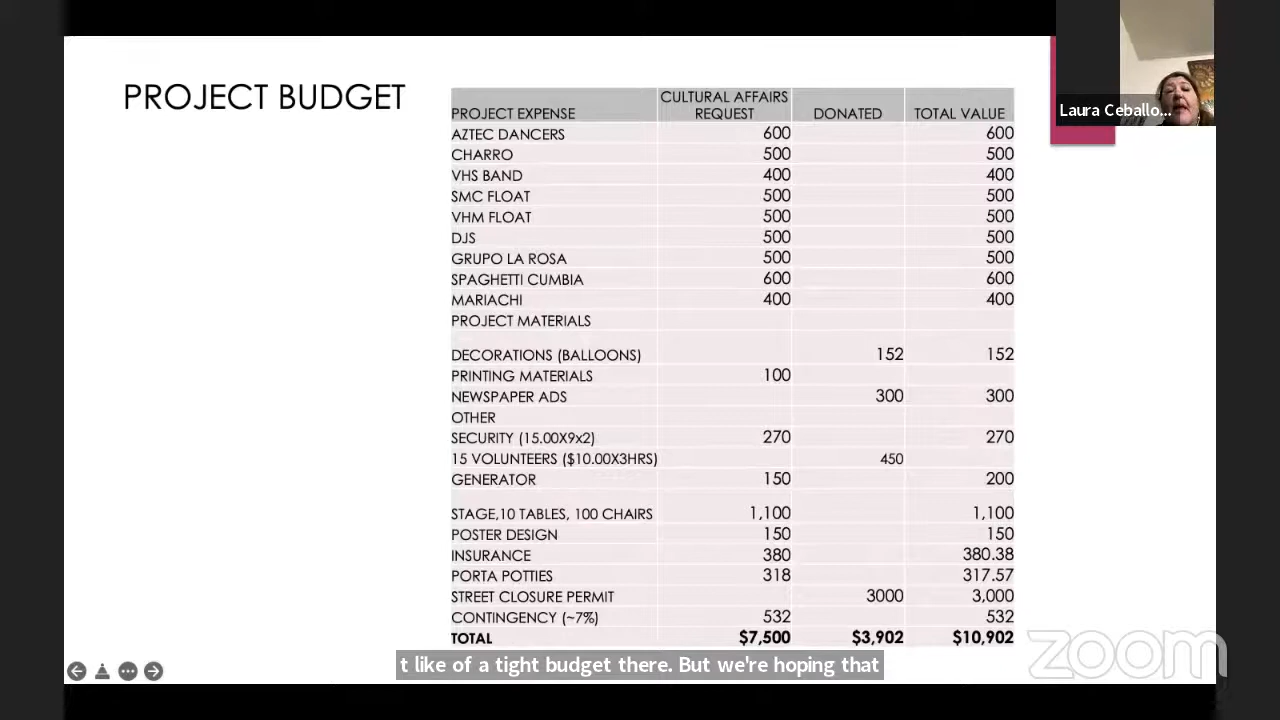 PROJECT BUDGET
PROJECT EXPENSE CULTURAL AFFAIRS REQUEST DONATED TOTAL VALUE
AZTEC DANCERS 600 600
CHARRO 500 500
VHS BAND 400 400
SMC FLOAT 500 500
VHM FLOAT 500 500
DJS 500 500
GRUPO LA ROSA 500 500
SPAGHETTI CUMBIA 600 600
MARIACHI 400 400
PROJECT MATERIALS
DECORATIONS (BALLOONS) 152 152
PRINTING MATERIALS 100
NEWSPAPER ADS 300 300
OTHER
SECURITY (15.00X9x2) 270 270
15 VOLUNTEERS ($10.00X3HRS) 450
GENERATOR 150 200
STAGE,10 TABLES, 100 CHAIRS 1,100 1,100
POSTER DESIGN 150 150
INSURANCE 380 380.38
PORTA POTTIES 318 317.57
STREET CLOSURE PERMIT 3000 3,000
CONTINGENCY (~7%) 532 532
TOTAL $7,500 $3,902 $10,902
Laura Ceballo...
t like of a tight budget there. But we're hoping that
zoom